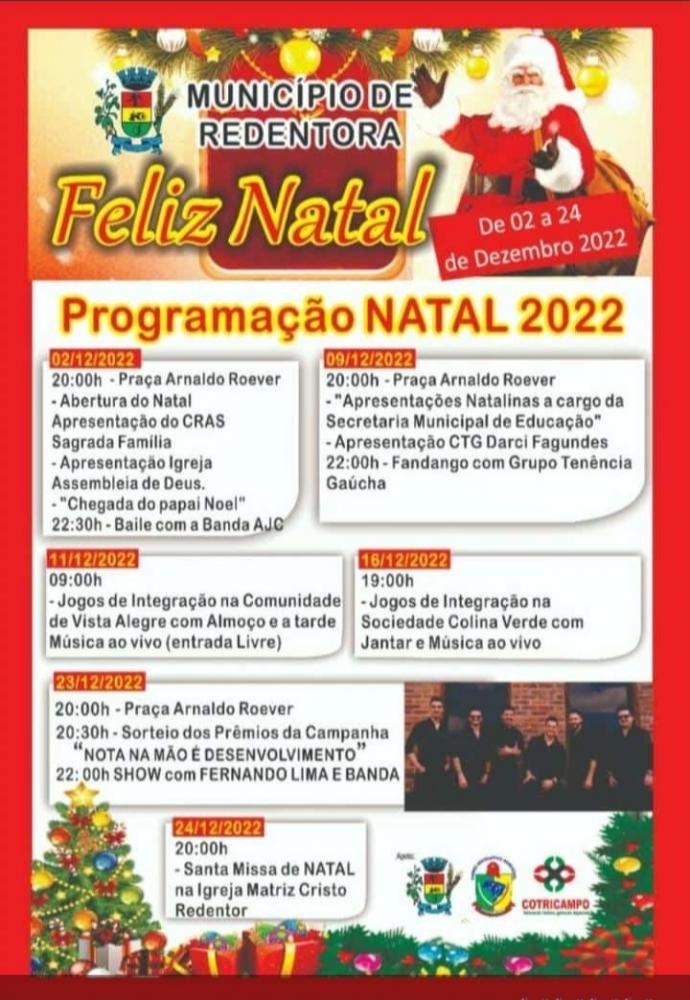 MUNICÍPIO DE
REDENTORA
Feliz Natal
De 02 a 24
de Dezembro 2022
Programação NATAL 2022
02/12/2022
20:00h - Praça Arnaldo Roever
- Abertura do Natal
Apresentação do CRAS
Sagrada Família
- Apresentação Igreja
Assembleia de Deus.
- "Chegada do papai Noel"
22:30h - Baile com a Banda AJC
09/12/2022
20:00h - Praça Arnaldo Roever
- "Apresentações Natalinas a cargo da
Secretaria Municipal de Educação"
- Apresentação CTG Darci Fagundes
22:00h - Fandango com Grupo Tenência
Gaúcha
11/12/2022
09:00h
- Jogos de Integração na Comunidade
de Vista Alegre com Almoço e a tarde
Música ao vivo (entrada Livre)
16/12/2022
19:00h
- Jogos de Integração na
Sociedade Colina Verde com
Jantar e Música ao vivo
23/12/2022
20:00h - Praça Arnaldo Roever
20:30h - Sorteio dos Prêmios da Campanha
“NOTA NA MÃO É DESENVOLVIMENTO”
22: 00h SHOW com FERNANDO LIMA E BANDA
24/12/2022
20:00h
- Santa Missa de NATAL
na Igreja Matriz Cristo
Redentor
Apoio:
COTRICAMPO